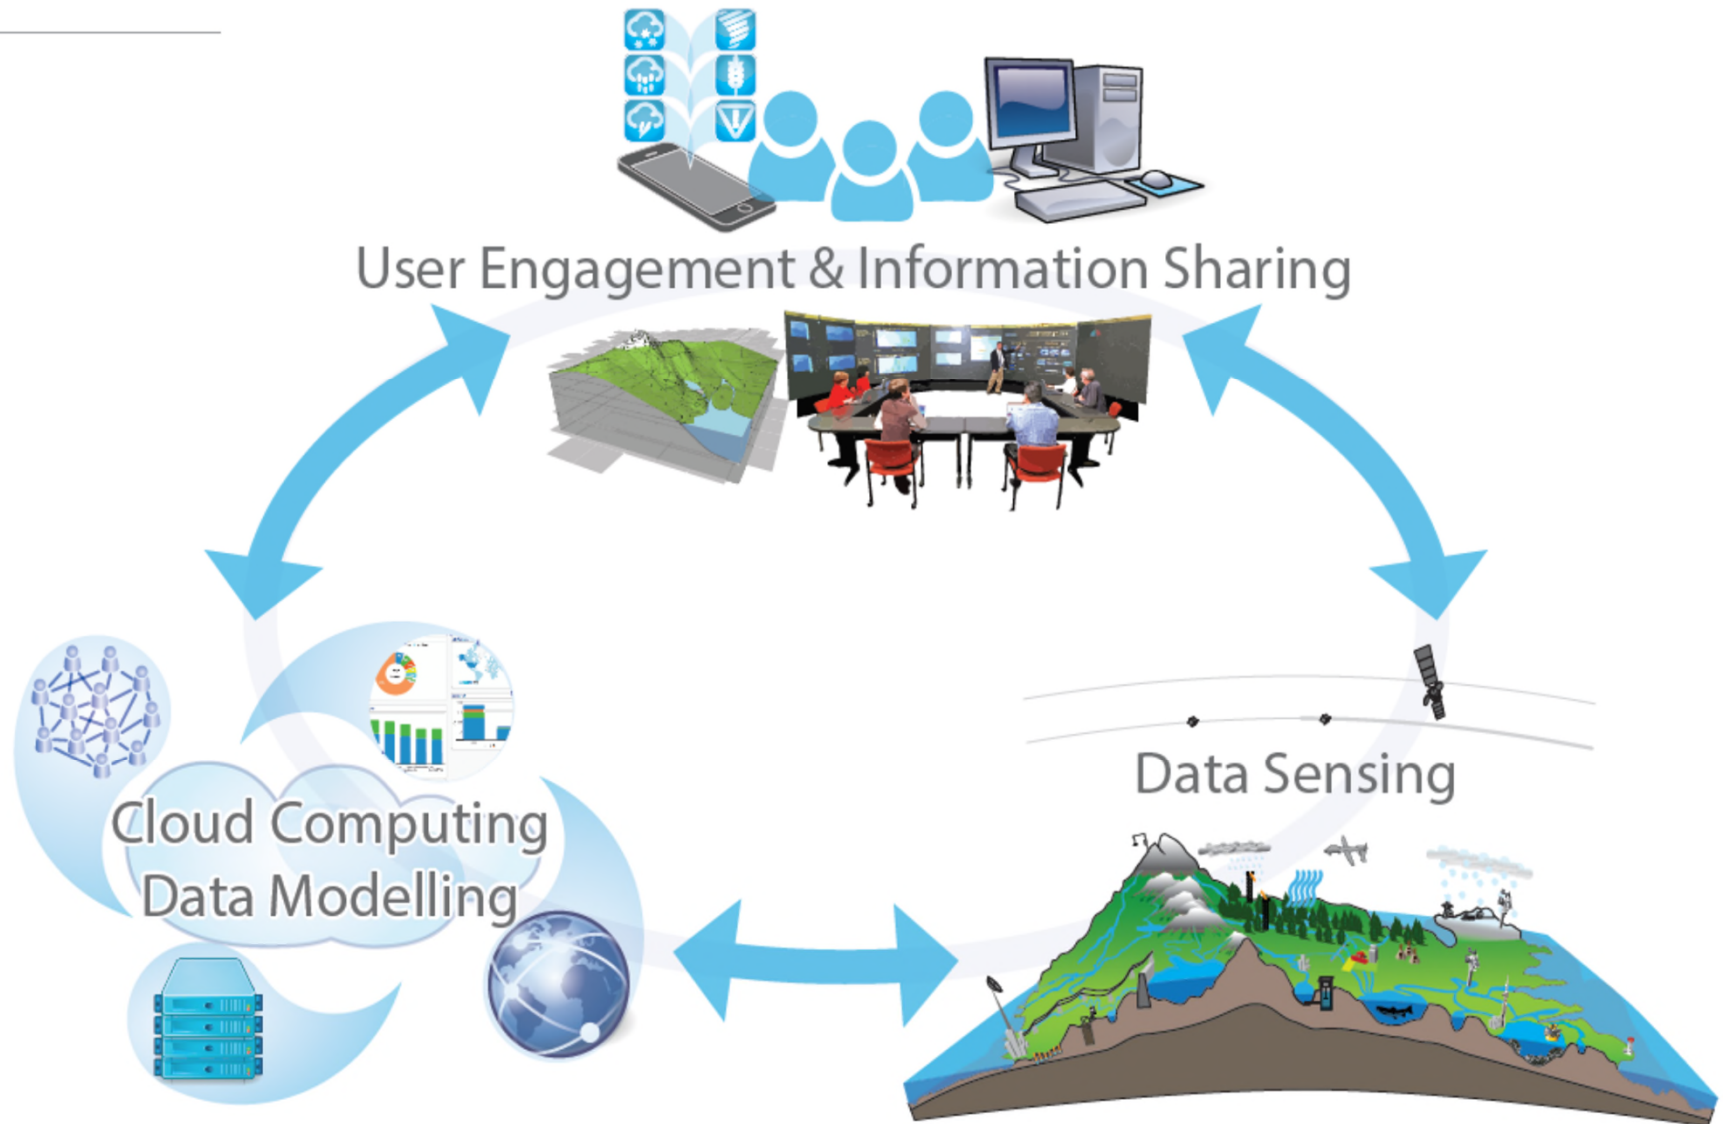 User Engagement & Information Sharing
Data Sensing
Cloud Computing
Data Modelling